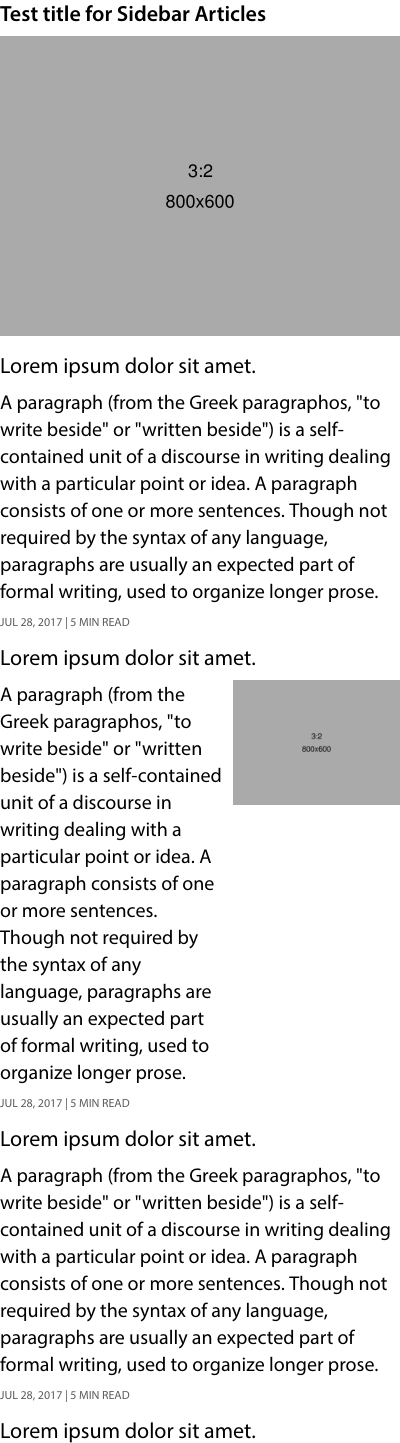 Test title for Sidebar Articles
3:2
800x600
Lorem ipsum dolor sit amet.
A paragraph (from the Greek paragraphos, "to
write beside" or "written beside") is a self-
contained unit of a discourse in writing dealing
with a particular point or idea. A paragraph
consists of one or more sentences. Though not
required by the syntax of any language,
paragraphs are usually an expected part of
formal writing, used to organize longer prose.
JUL 28, 2017 | 5 MIN READ
Lorem ipsum dolor sit amet.
A paragraph (from the
Greek paragraphos, "to
write beside" or "written
beside") is a self-contained
unit of a discourse in
writing dealing with a
particular point or idea. A
paragraph consists of one
or more sentences.
Though not required by
the syntax of any
language, paragraphs are
usually an expected part
of formal writing, used to
organize longer prose.
3:2
800x600
JUL 28, 2017 | 5 MIN READ
Lorem ipsum dolor sit amet.
A paragraph (from the Greek paragraphos, "to
write beside" or "written beside") is a self-
contained unit of a discourse in writing dealing
with a particular point or idea. A paragraph
consists of one or more sentences. Though not
required by the syntax of any language,
paragraphs are usually an expected part of
formal writing, used to organize longer prose.
JUL 28, 2017 | 5 MIN READ
Lorem ipsum dolor sit amet.